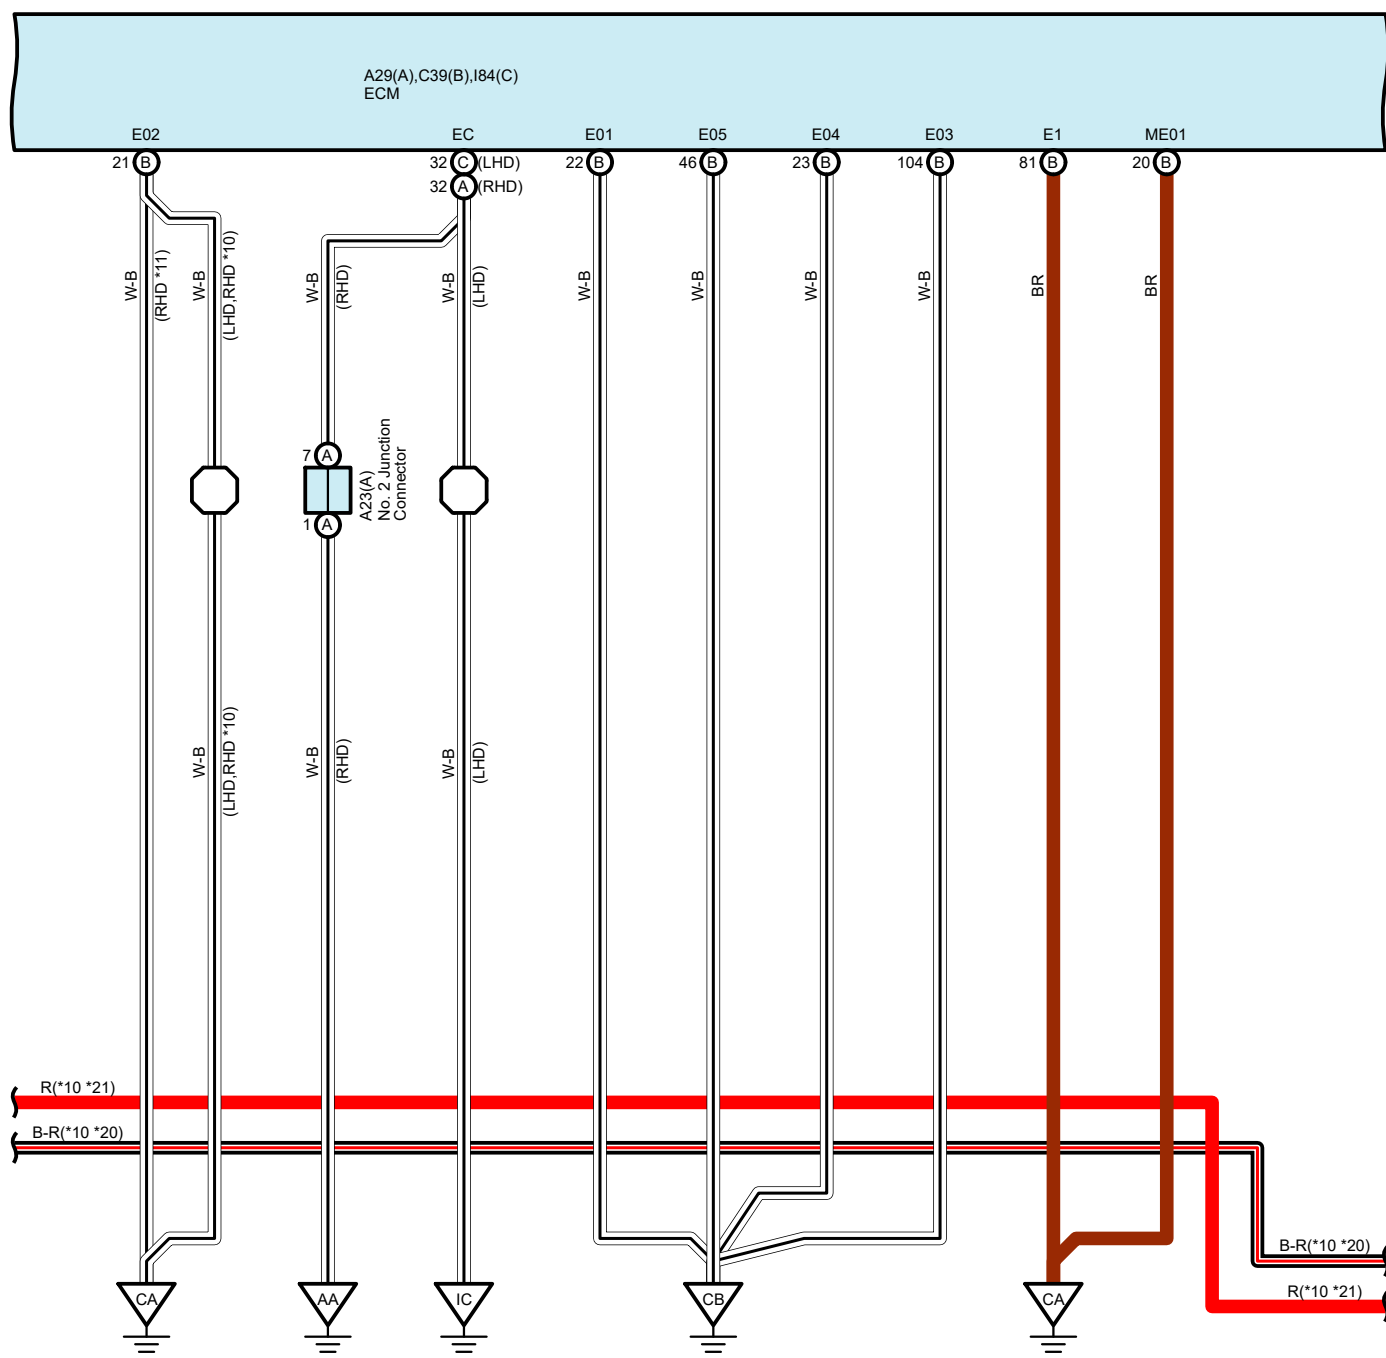 A29(A),C39(B),I84(C)
ECM
E02
EC
E01
E05
E04
E03
E1
ME01
21 B
32 C (LHD)
22 B
46 B
23 B
104 B
81 B
20 B
32 A (RHD)
W-B
(RHD *11)
W-B
(LHD,RHD *10)
W-B
(RHD)
W-B
(LHD)
W-B
W-B
W-B
W-B
BR
BR
7 A
A23(A)
No. 2 Junction
Connector
1 A
W-B
(LHD,RHD *10)
W-B
(RHD)
W-B
(LHD)
R(*10 *21)
B-R(*10 *20)
B-R(*10 *20)
R(*10 *21)
CA
AA
IC
CB
CA